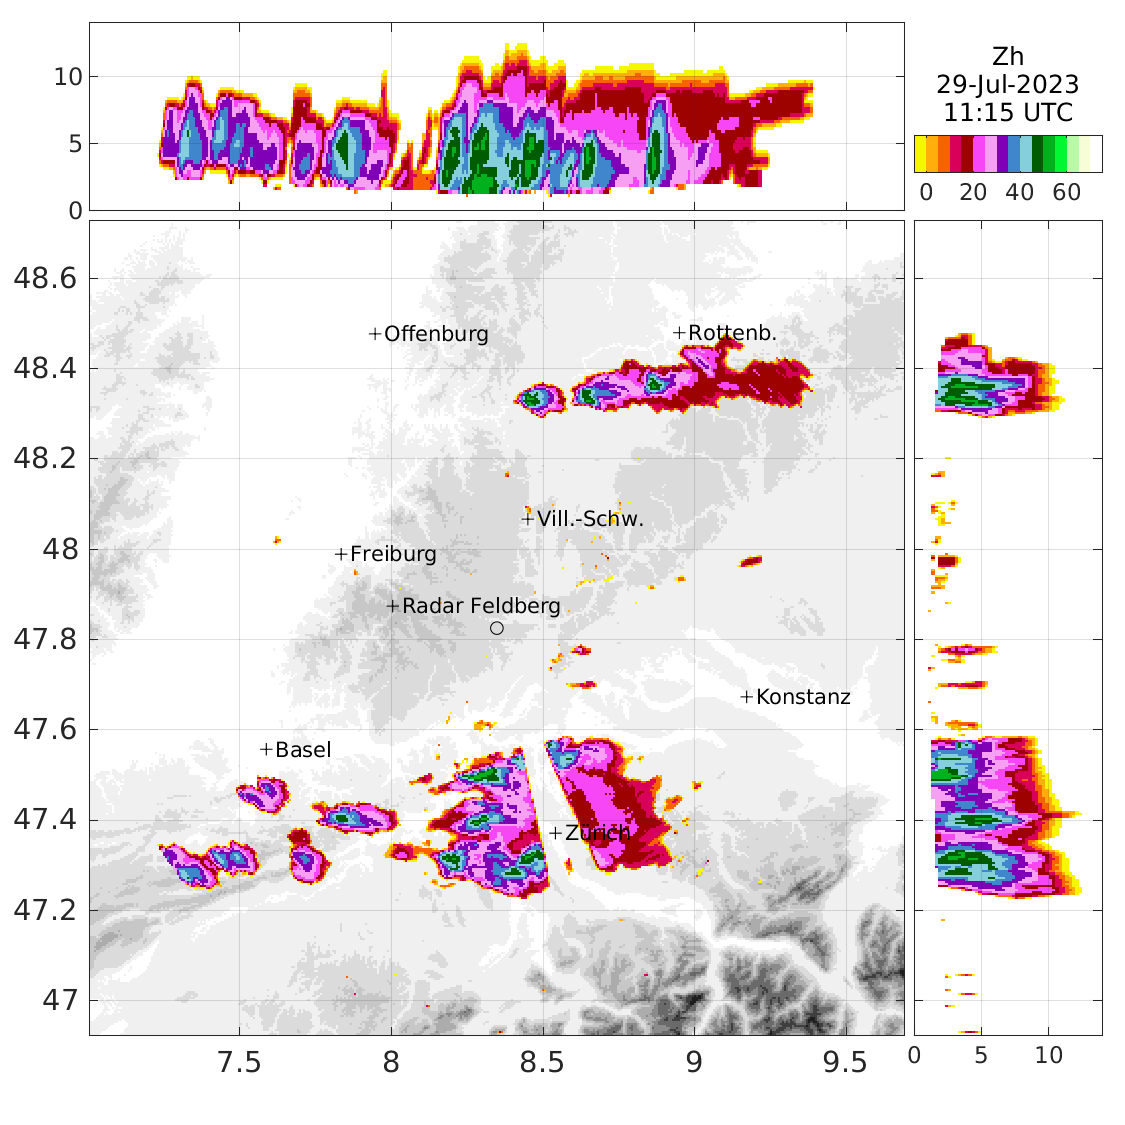 10
5
0
Zh
29-Jul-2023
11:15 UTC
0 20 40 60
48.6
48.4
48.2
48
47.8
47.6
47.4
47.2
47
+Offenburg
+Rottenb.
+Vill.-Schw.
+Freiburg
+Radar Feldberg
+Konstanz
+Basel
+Zürich
7.5 8 8.5 9 9.5
0 5 10